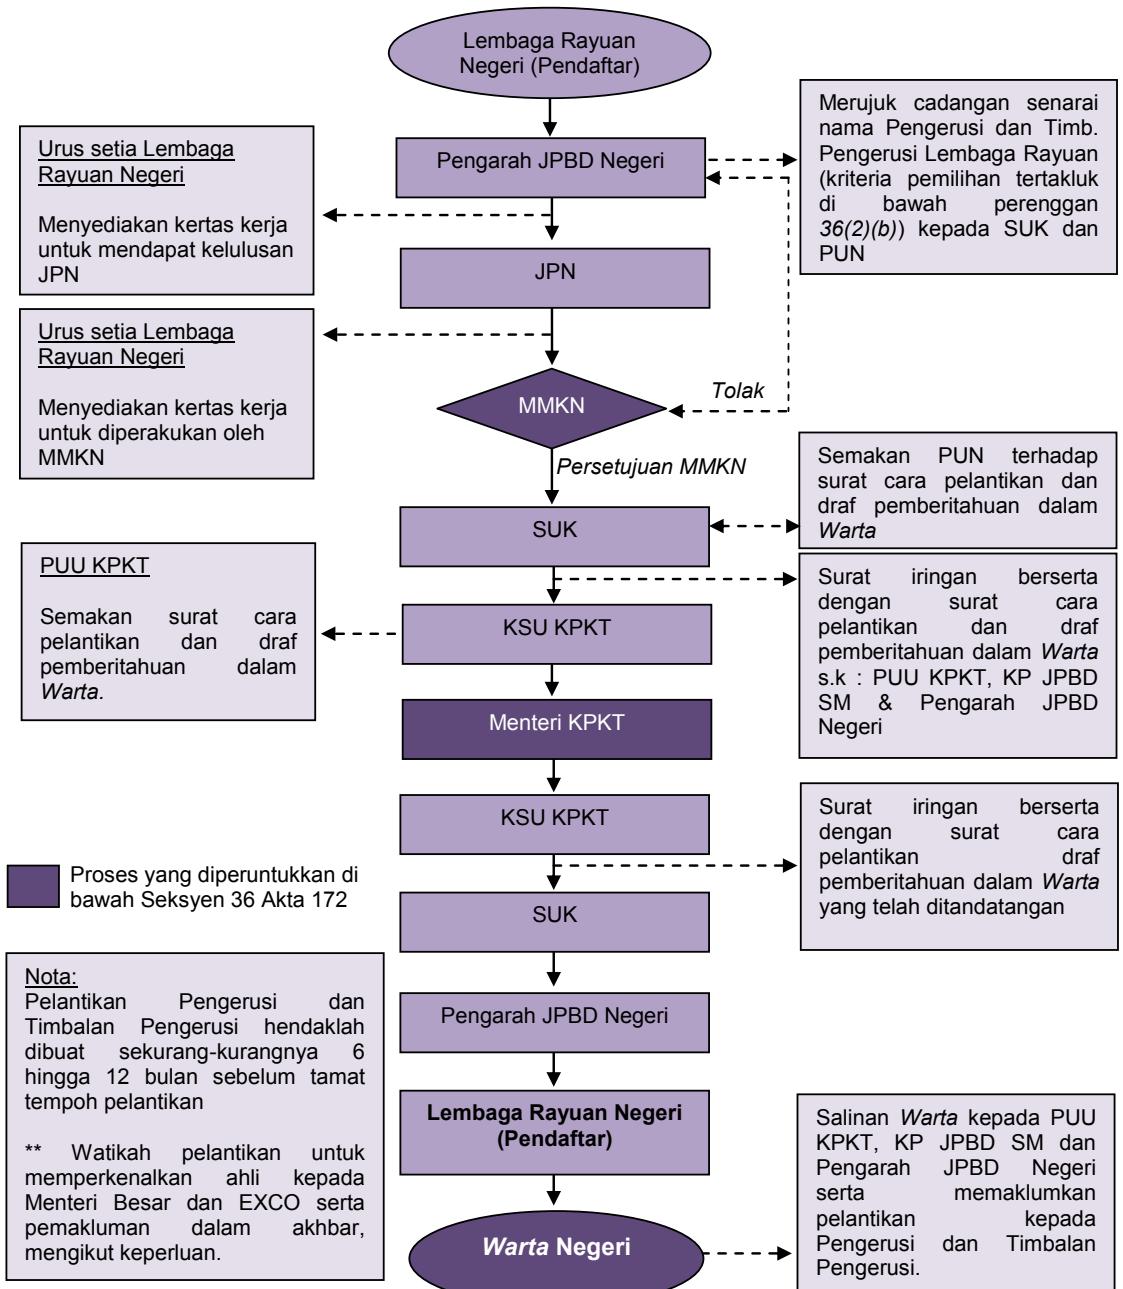 Lembaga Rayuan
Negeri (Pendaftar)
Merujuk cadangan senarai
nama Pengerusi dan Timb.
Pengerusi Lembaga Rayuan
(kriteria pemilihan tertakluk
di bawah perenggan
36(2)(b)) kepada SUK dan
PUN
Pengarah JPBD Negeri
Urus setia Lembaga
Rayuan Negeri
Menyediakan kertas kerja
untuk mendapat kelulusan
JPN
JPN
Urus setia Lembaga
Rayuan Negeri
Menyediakan kertas kerja
untuk diperakukan oleh
MMKN
MMKN
Tolak
Persetujuan MMKN
Semakan PUN terhadap
surat cara pelantikan dan
draf pemberitahuan dalam
Warta
SUK
PUU KPKT
Semakan surat cara
pelantikan dan draf
pemberitahuan dalam
Warta.
Surat iringan berserta
dengan surat cara
pelantikan dan draf
pemberitahuan dalam Warta
s.k : PUU KPKT, KP JPBD
SM & Pengarah JPBD
Negeri
KSU KPKT
Menteri KPKT
KSU KPKT
Surat iringan berserta
dengan surat cara
pelantikan draf
pemberitahuan dalam Warta
yang telah ditandatangan
Proses yang diperuntukkan di
bawah Seksyen 36 Akta 172
SUK
Nota:
Pelantikan Pengerusi dan
Timbalan Pengerusi hendaklah
dibuat sekurang-kurangnya 6
hingga 12 bulan sebelum tamat
tempoh pelantikan
** Watikah pelantikan untuk
memperkenalkan ahli kepada
Menteri Besar dan EXCO serta
pemakluman dalam akhbar,
mengikut keperluan.
Pengarah JPBD Negeri
Lembaga Rayuan Negeri
(Pendaftar)
Warta Negeri
Salinan Warta kepada PUU
KPKT, KP JPBD SM dan
Pengarah JPBD Negeri
serta memaklumkan
pelantikan kepada
Pengerusi dan Timbalan
Pengerusi.